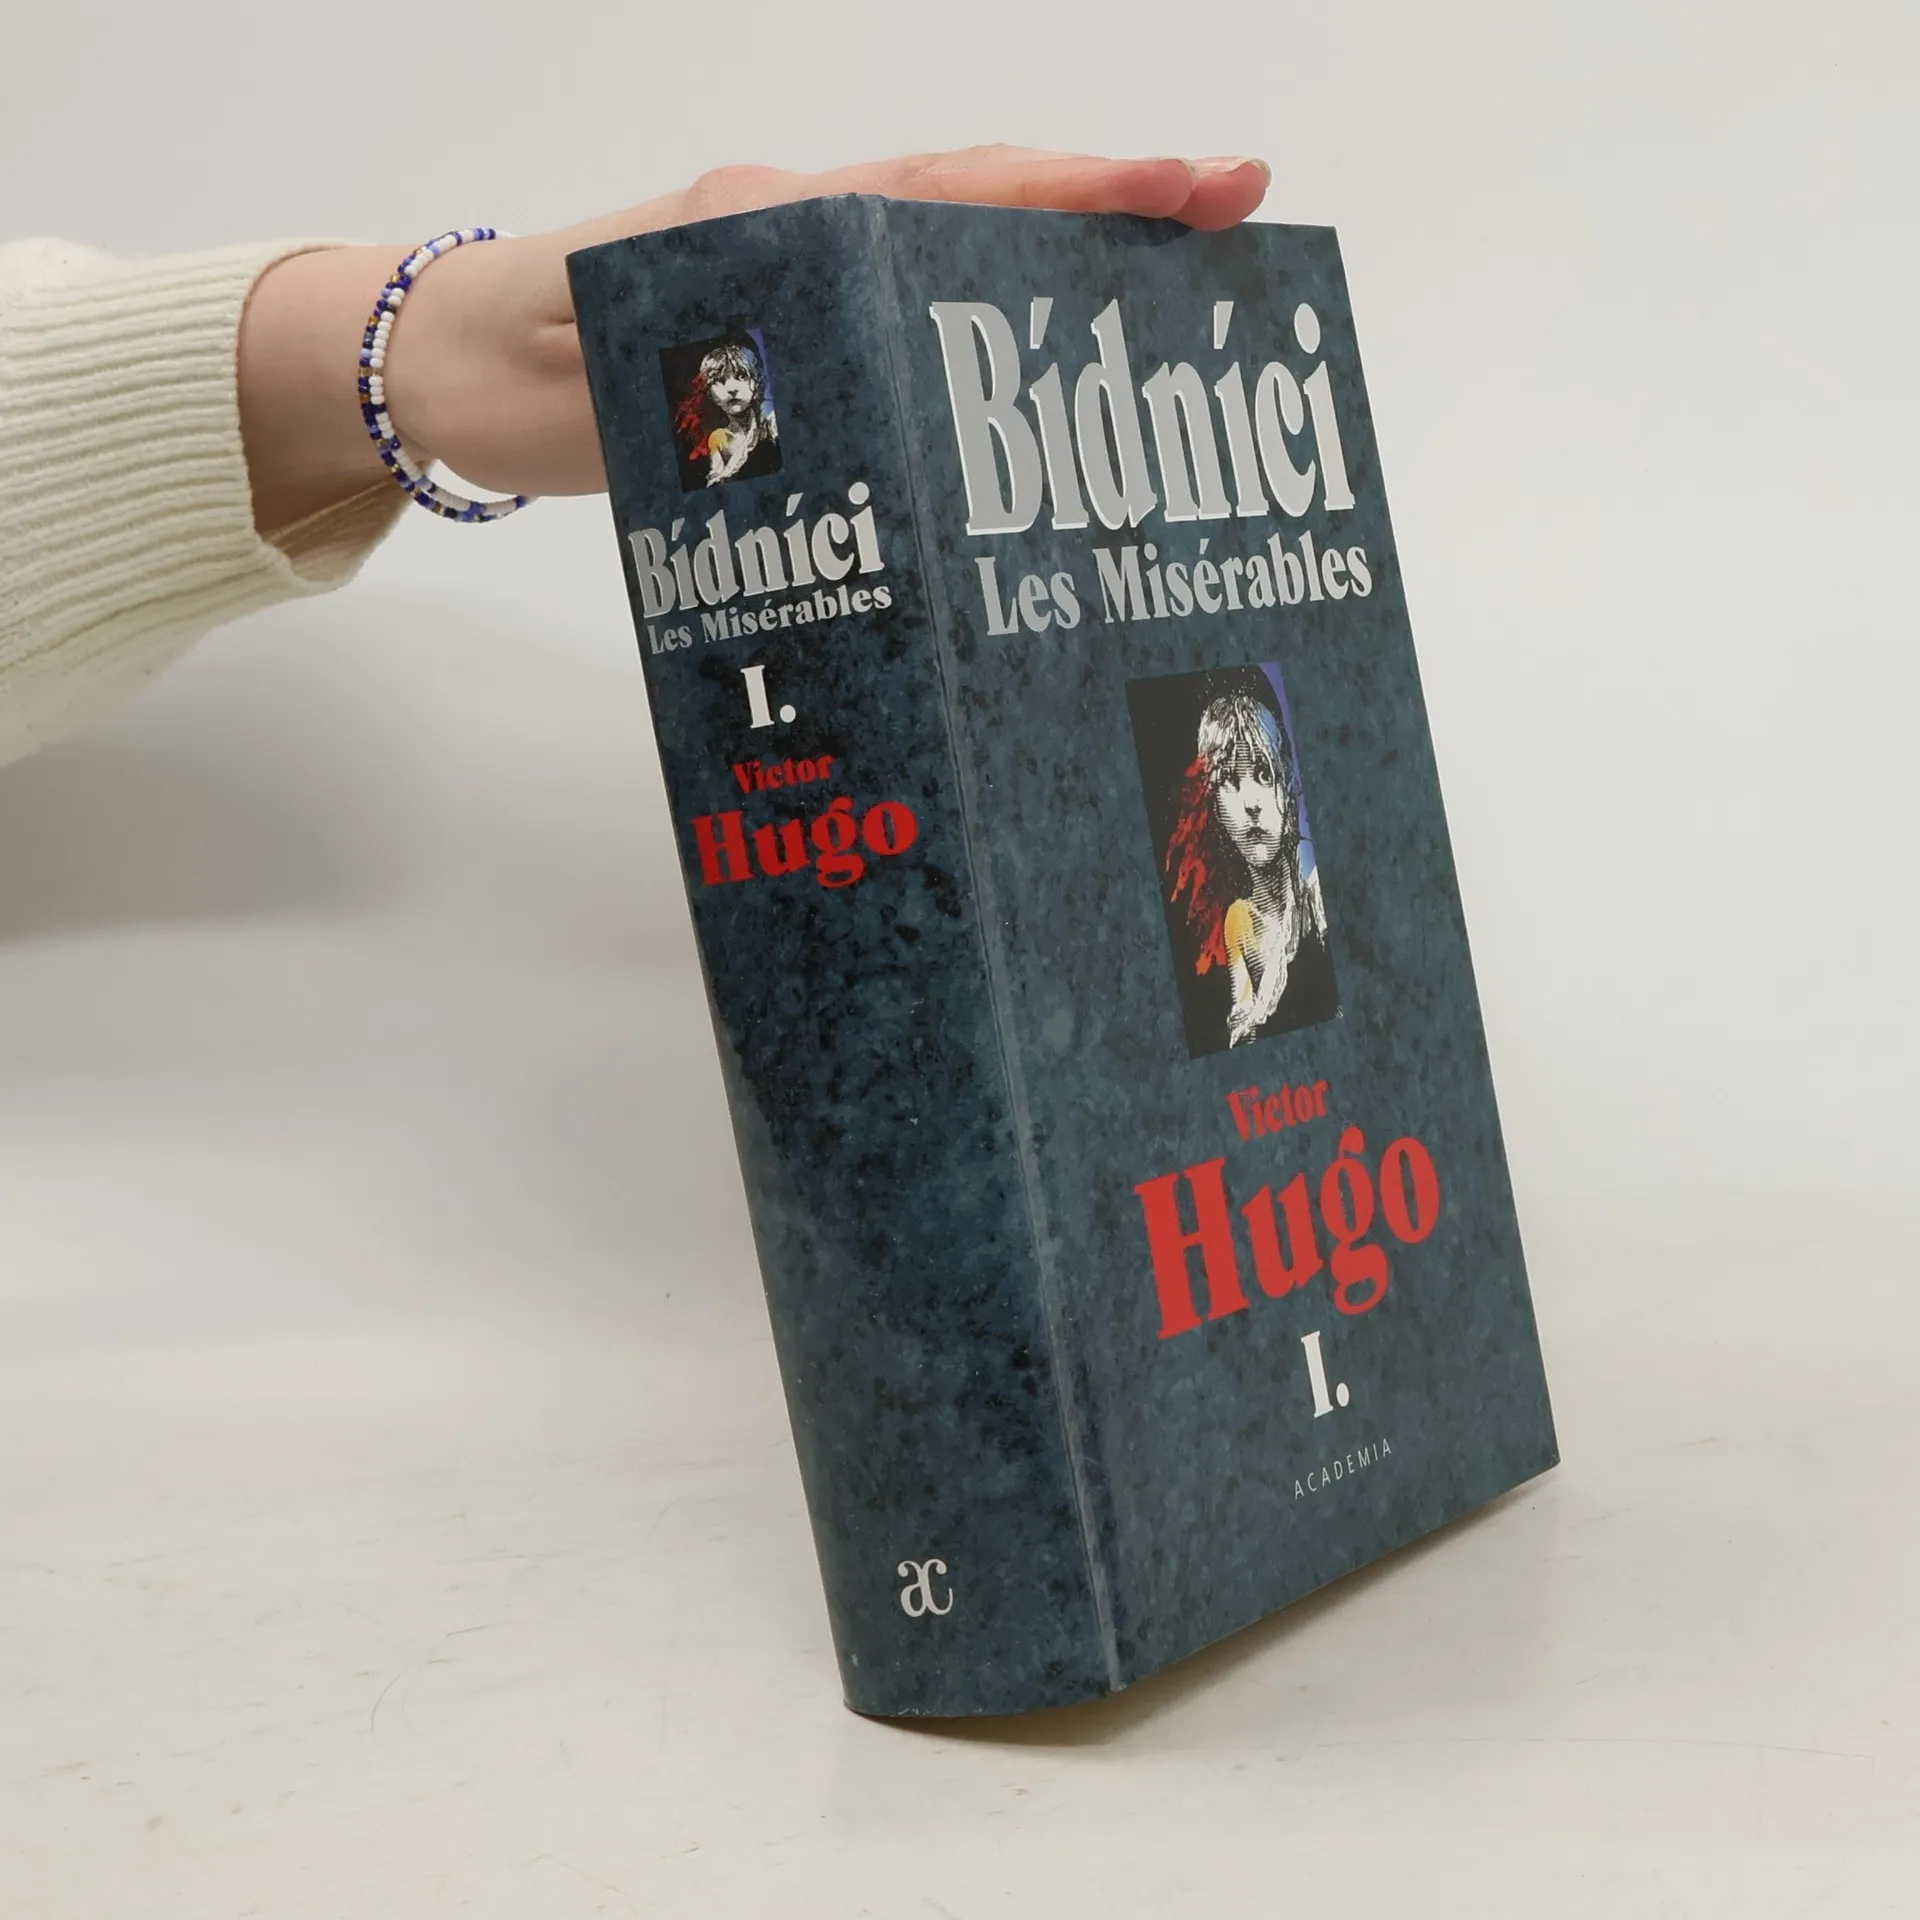 Bídníci
Les Misérables
I.
Victor
Hugo
ac
Bídníci
Les Misérables
Victor
Hugo
I.
ACADEMIA